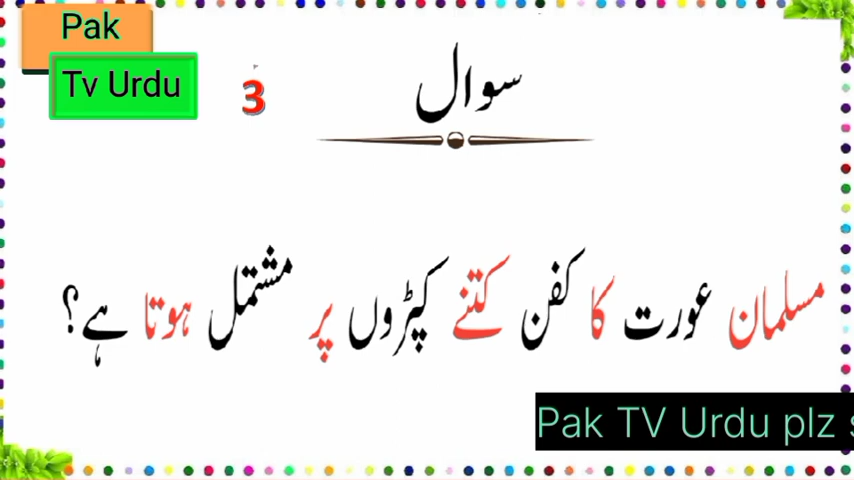 Pak
Tv Urdu
3
سوال
مسلمان عورت کا کفن کتنے کپڑوں پر مشتمل ہوتا ہے؟
Pak TV Urdu plz s